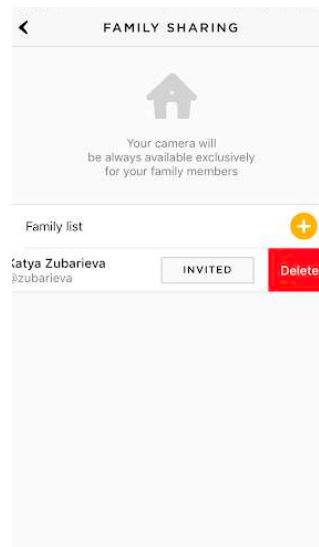 FAMILY SHARING
Your camera will
be always available exclusively
for your family members
Family list
Katya Zubarieva
@zubarieva
INVITED
Delete